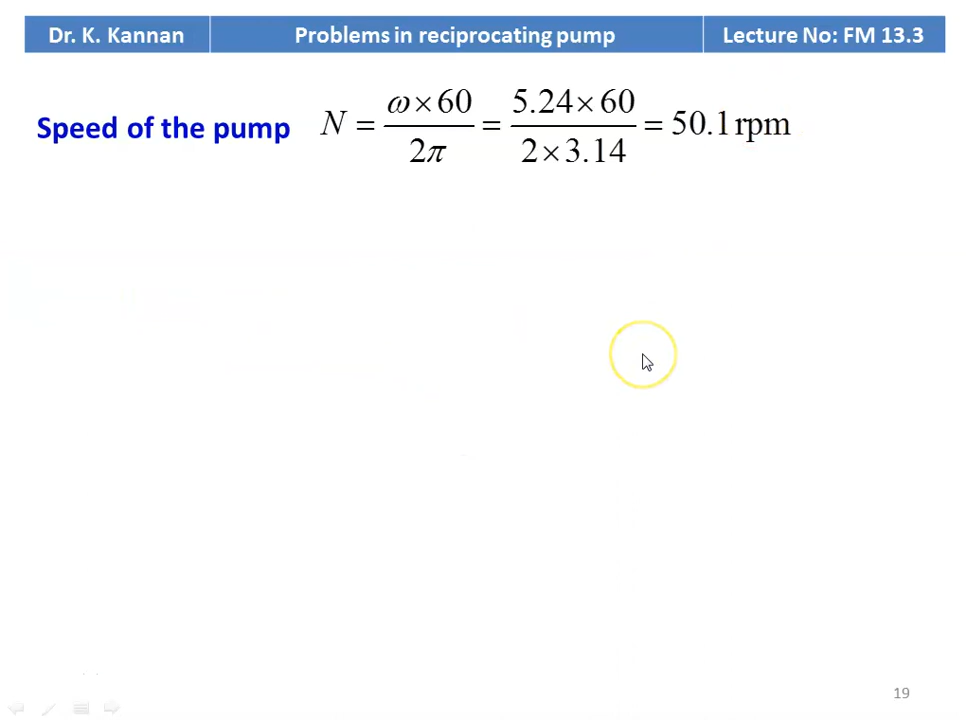 Dr. K. Kannan Problems in reciprocating pump Lecture No: FM 13.3
Speed of the pump N = ω × 60 / 2π = 5.24 × 60 / 2 × 3.14 = 50.1 rpm
19